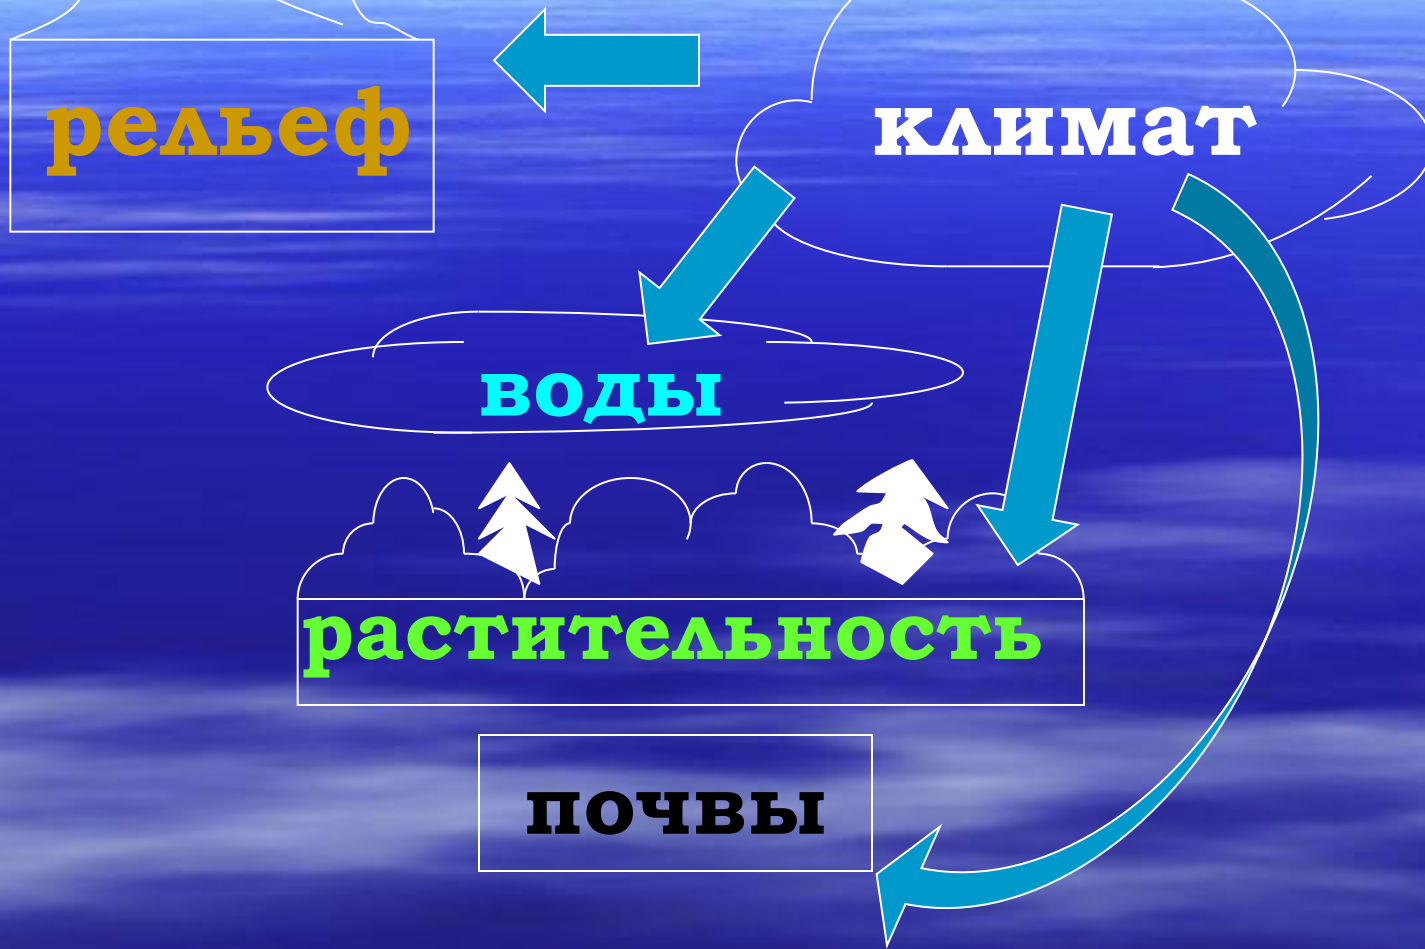 рельеф
климат
воды
растительность
почвы